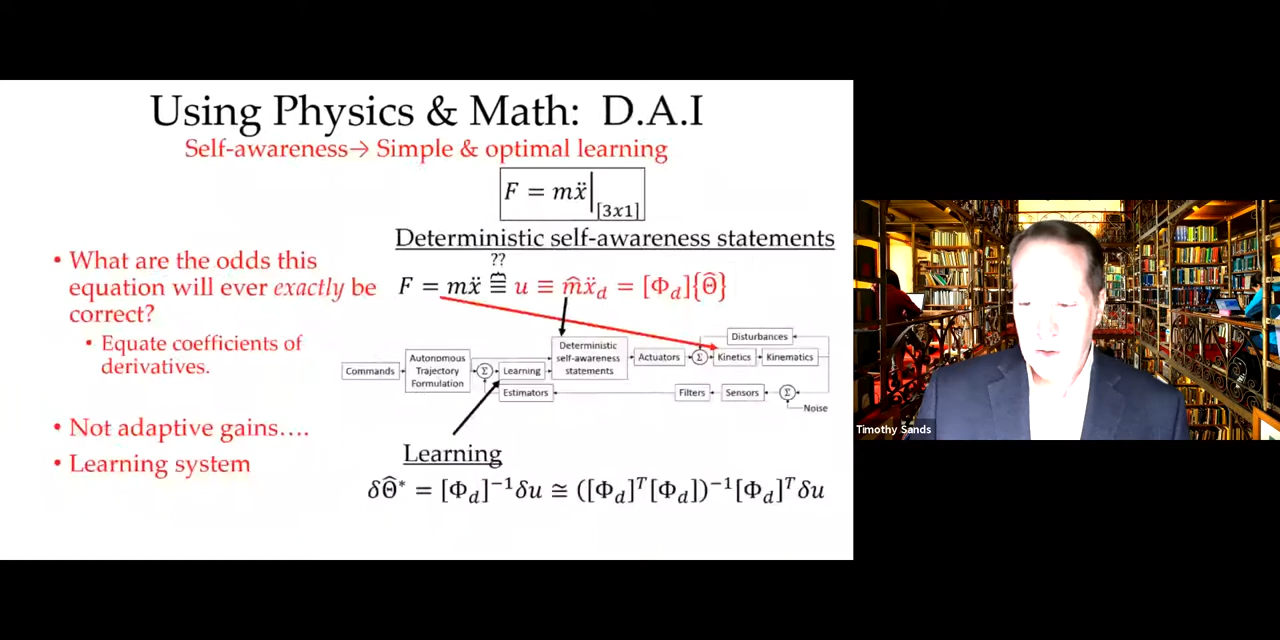 Using Physics & Math: D.A.I
Self-awareness→ Simple & optimal learning
F = mẍ|[3x1]
Deterministic self-awareness statements
??
F = mẍ ≘ u ≡ m̂ẍ_d = [Φ_d]{Θ̂}
• What are the odds this
equation will ever exactly be
correct?
• Equate coefficients of
derivatives.
• Not adaptive gains….
• Learning system
Commands
Autonomous
Trajectory
Formulation
Σ
Learning
Deterministic
self-awareness
statements
Actuators
Σ
Kinetics
Kinematics
Disturbances
Estimators
Filters
Sensors
Σ
Noise
Learning
δΘ̂* = [Φ_d]⁻¹δu ≅ ([Φ_d]ᵀ[Φ_d])⁻¹[Φ_d]ᵀδu
Timothy Sands